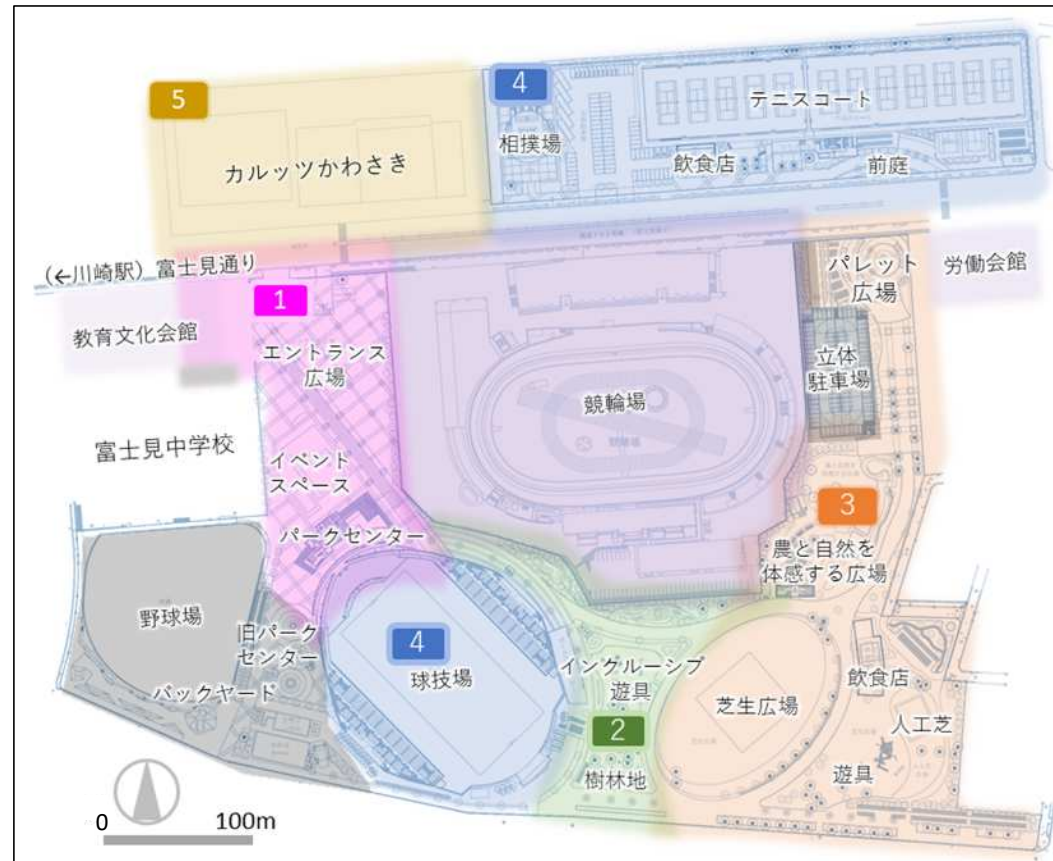 5
4
テニスコート
相撲場
飲食店
前庭
カルッツかわさき
(←川崎駅)富士見通り
パレット
広場
労働会館
1
教育文化会館
エントランス
広場
立体
駐車場
競輪場
富士見中学校
イベント
スペース
3
パークセンター
農と自然を
体感する広場
野球場
旧パーク
センター
4
球技場
インクルーシブ
遊具
芝生広場
飲食店
バックヤード
2
人工芝
樹林地
遊具
0
100m